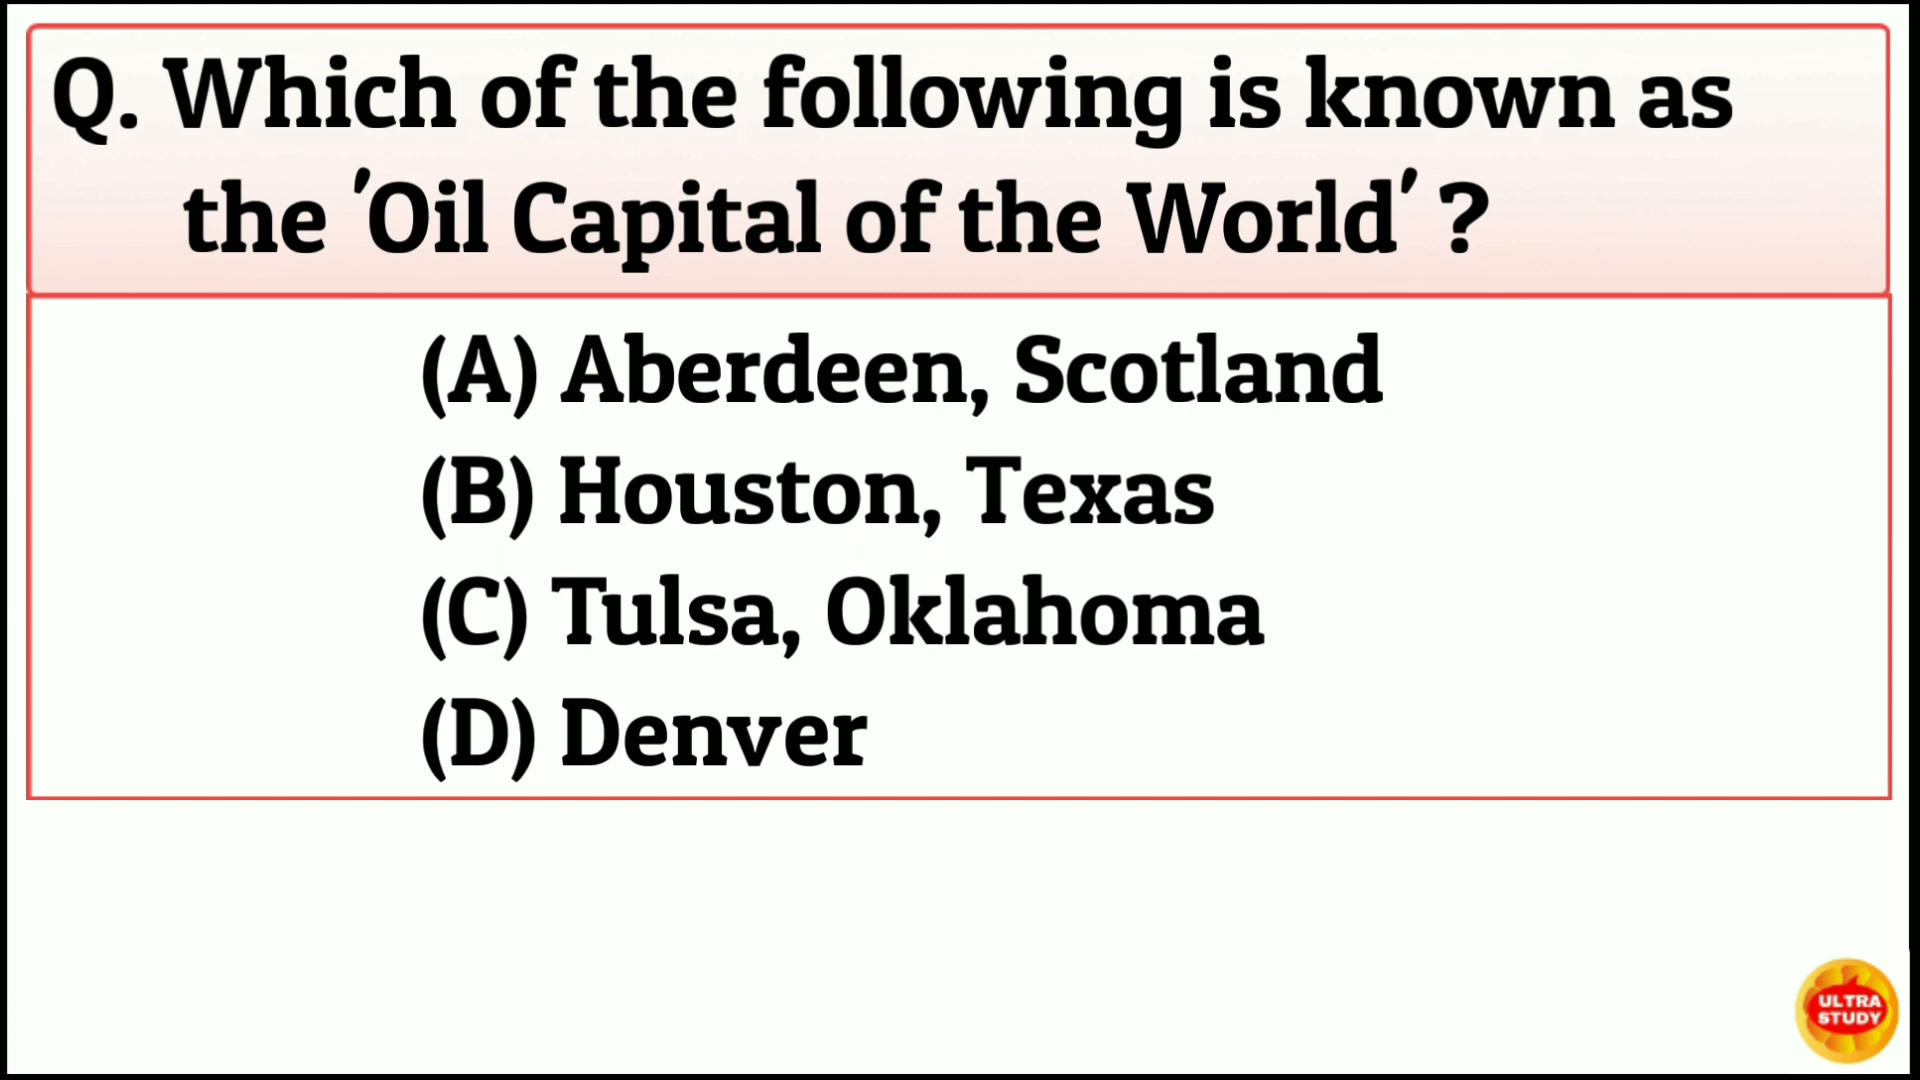 Q. Which of the following is known as
the 'Oil Capital of the World' ?
(A) Aberdeen, Scotland
(B) Houston, Texas
(C) Tulsa, Oklahoma
(D) Denver
ULTRA
STUDY